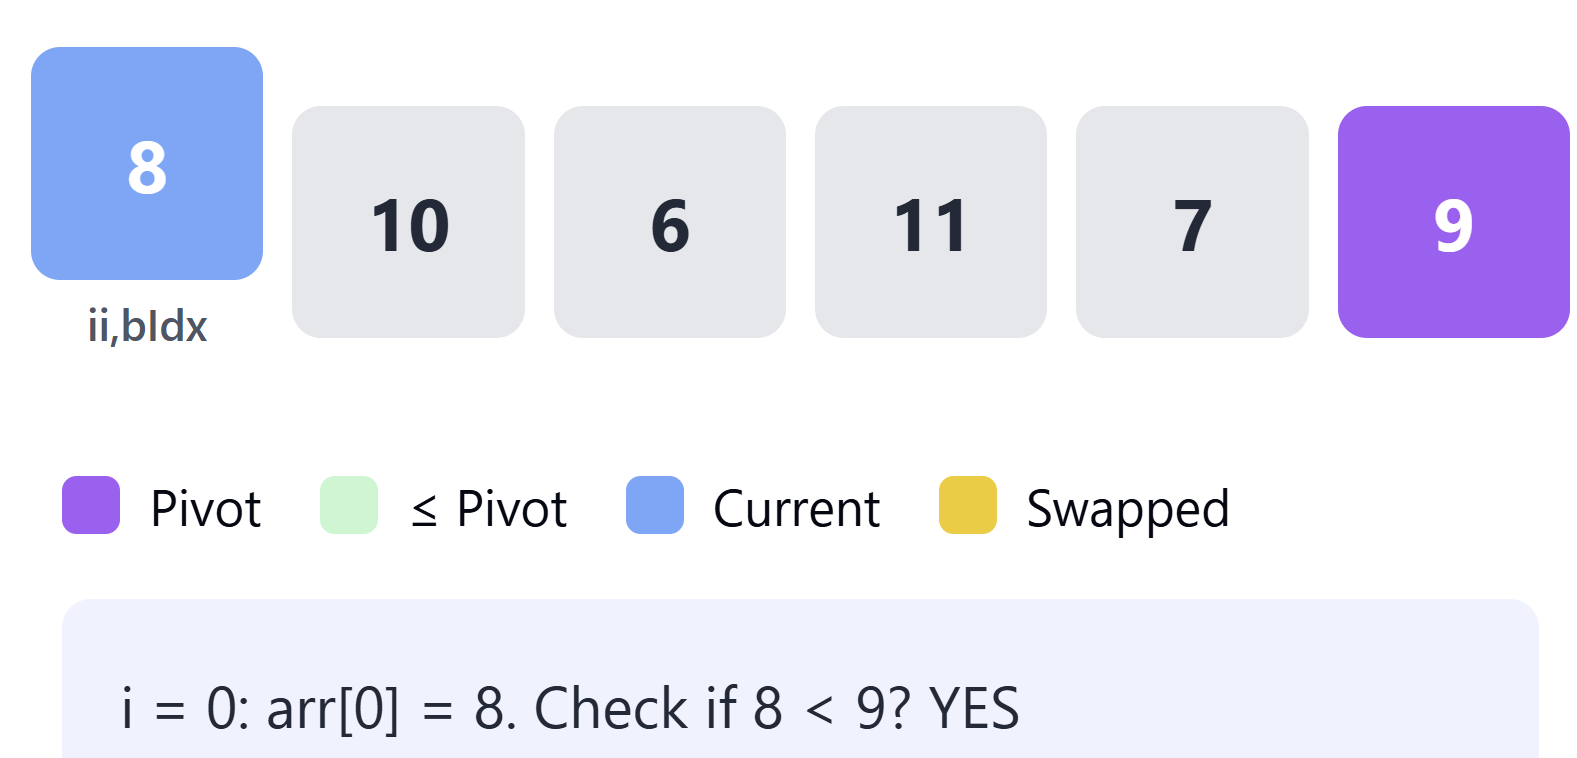 8 10 6 11 7 9
ii,bIdx
Pivot ≤ Pivot Current Swapped
i = 0: arr[0] = 8. Check if 8 < 9? YES